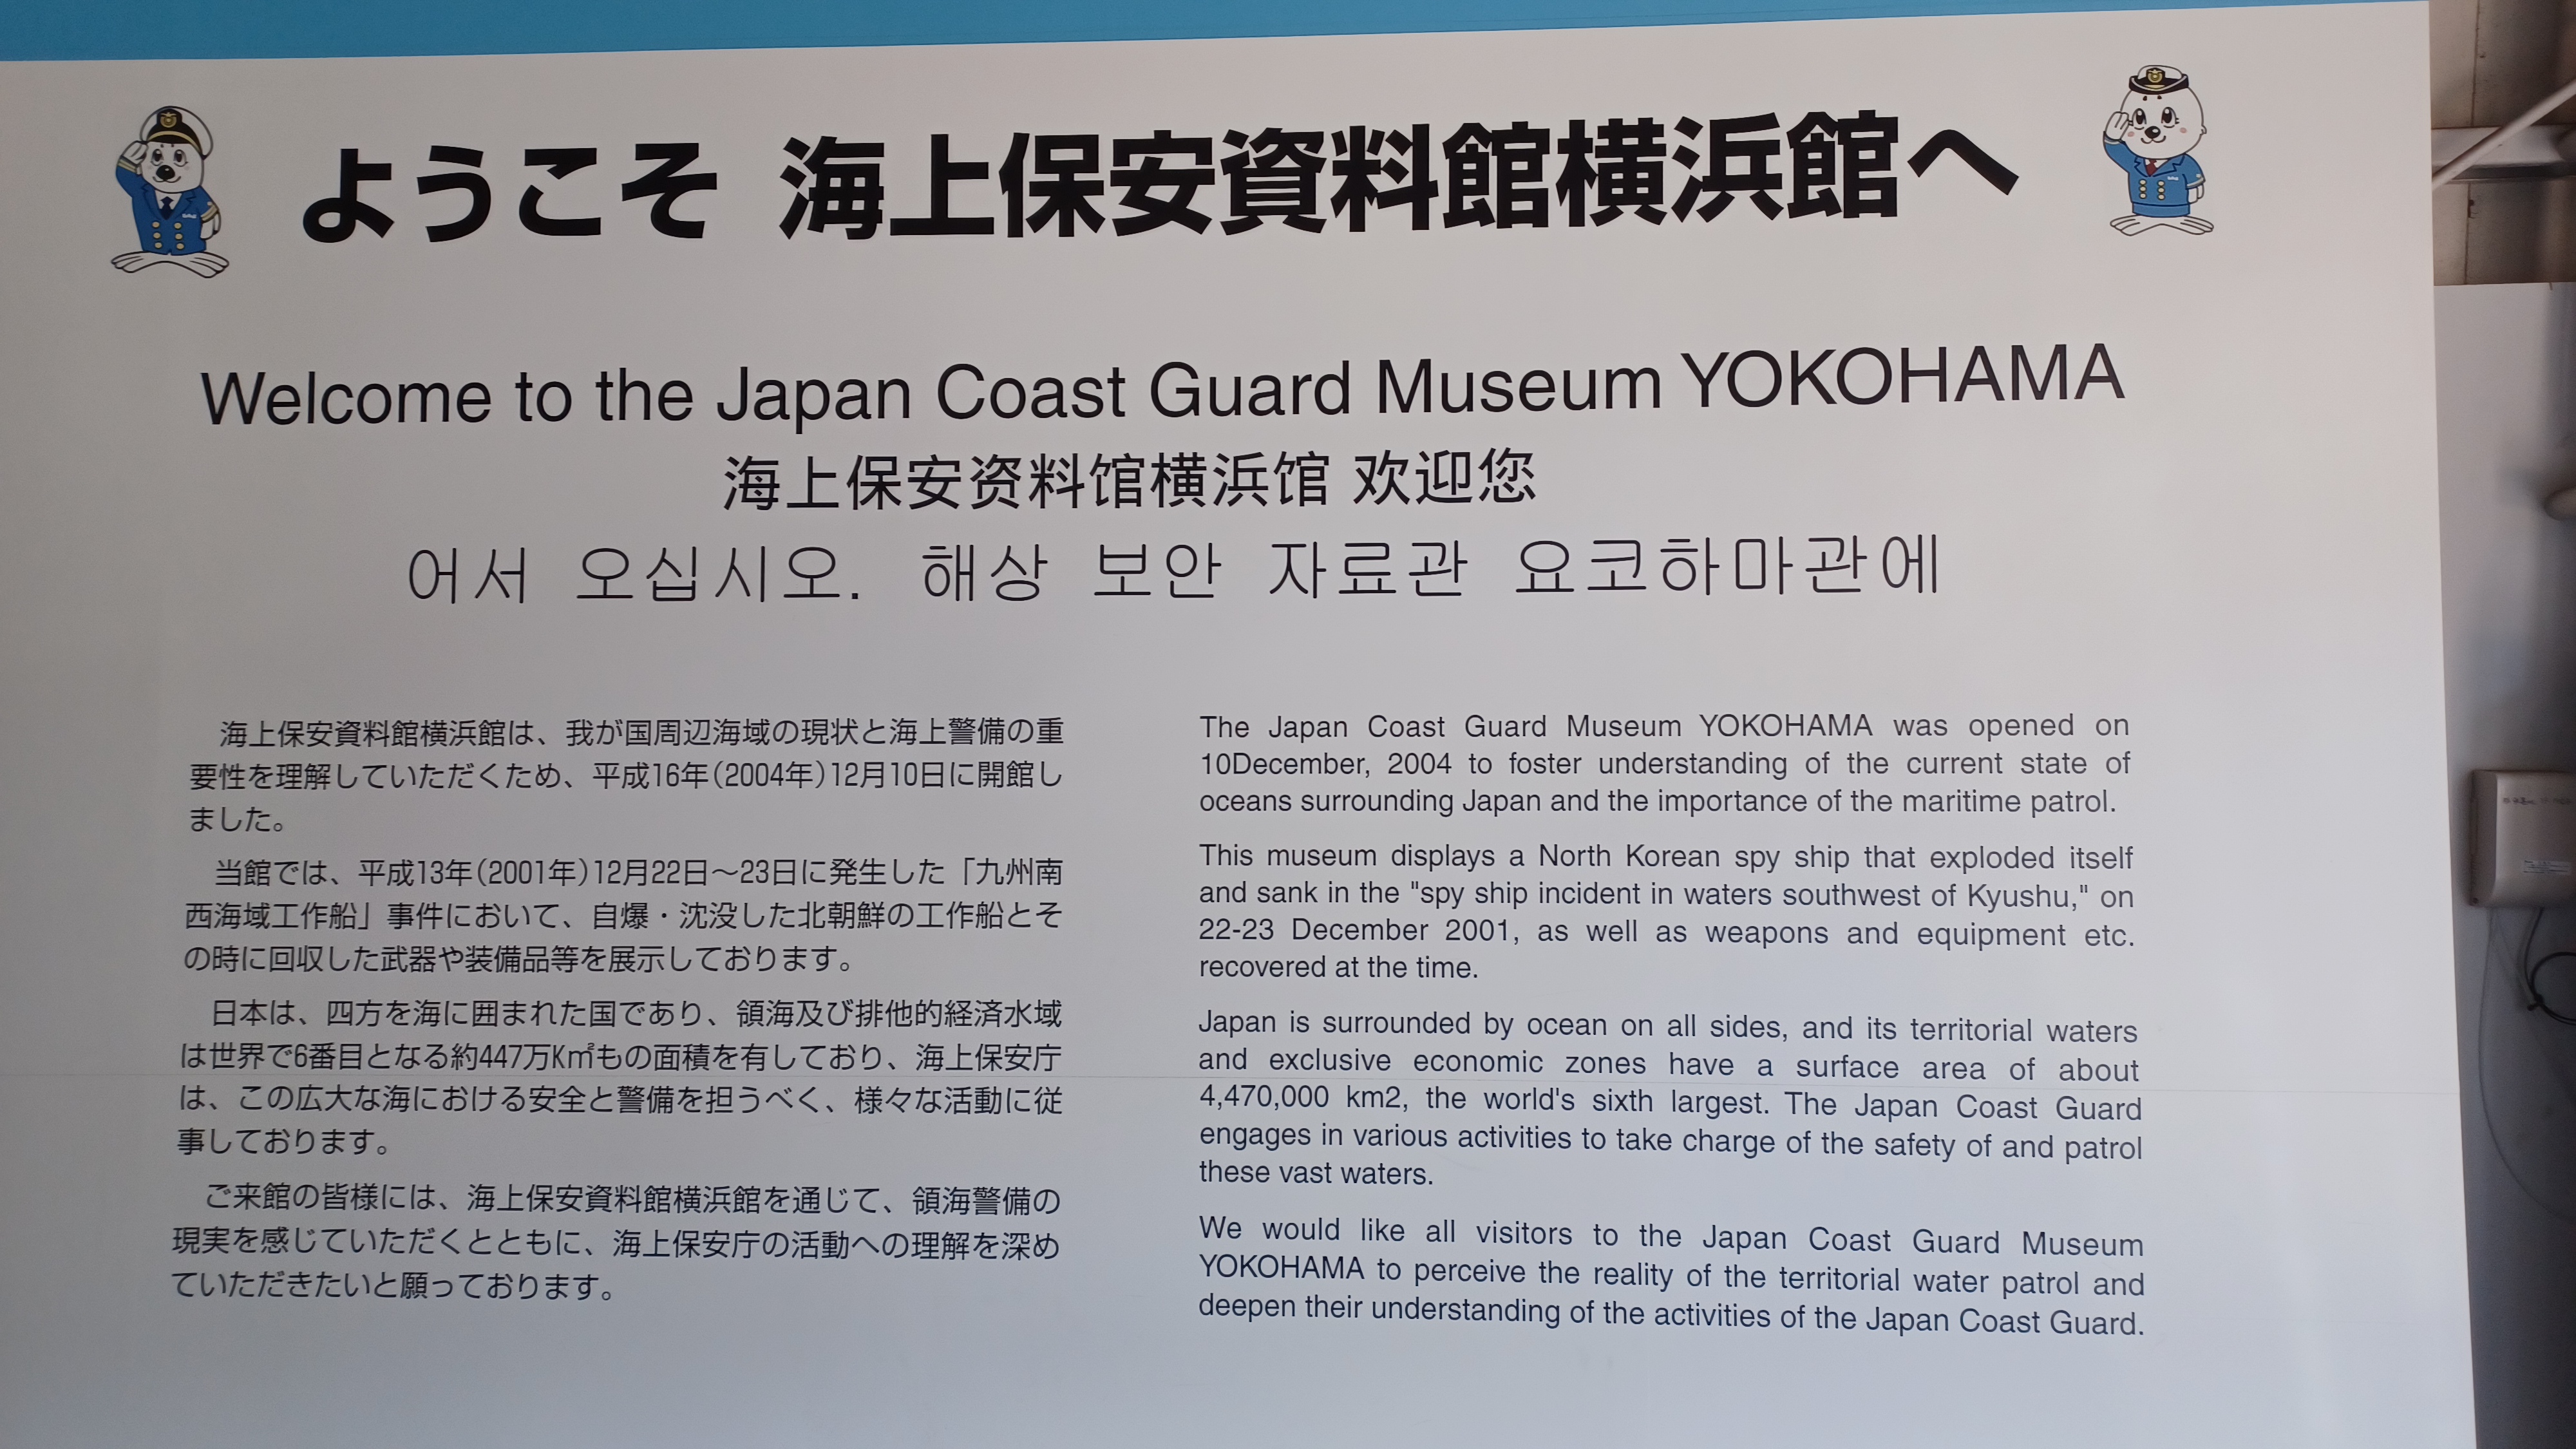 ようこそ 海上保安資料館横浜館へ
Welcome to the Japan Coast Guard Museum YOKOHAMA
海上保安资料馆横浜馆 欢迎您
어서 오십시오. 해상 보안 자료관 요코하마관에
海上保安資料館横浜館は、我が国周辺海域の現状と海上警備の重
要性を理解していただくため、平成16年(2004年)12月10日に開館し
ました。
当館では、平成13年(2001年)12月22日〜23日に発生した「九州南
西海域工作船」事件において、自爆・沈没した北朝鮮の工作船とそ
の時に回収した武器や装備品等を展示しております。
日本は、四方を海に囲まれた国であり、領海及び排他的経済水域
は世界で6番目となる約447万K㎡もの面積を有しており、海上保安庁
は、この広大な海における安全と警備を担うべく、様々な活動に従
事しております。
ご来館の皆様には、海上保安資料館横浜館を通じて、領海警備の
現実を感じていただくとともに、海上保安庁の活動への理解を深め
ていただきたいと願っております。
The Japan Coast Guard Museum YOKOHAMA was opened on
10December, 2004 to foster understanding of the current state of
oceans surrounding Japan and the importance of the maritime patrol.
This museum displays a North Korean spy ship that exploded itself
and sank in the "spy ship incident in waters southwest of Kyushu," on
22-23 December 2001, as well as weapons and equipment etc.
recovered at the time.
Japan is surrounded by ocean on all sides, and its territorial waters
and exclusive economic zones have a surface area of about
4,470,000 km2, the world's sixth largest. The Japan Coast Guard
engages in various activities to take charge of the safety of and patrol
these vast waters.
We would like all visitors to the Japan Coast Guard Museum
YOKOHAMA to perceive the reality of the territorial water patrol and
deepen their understanding of the activities of the Japan Coast Guard.